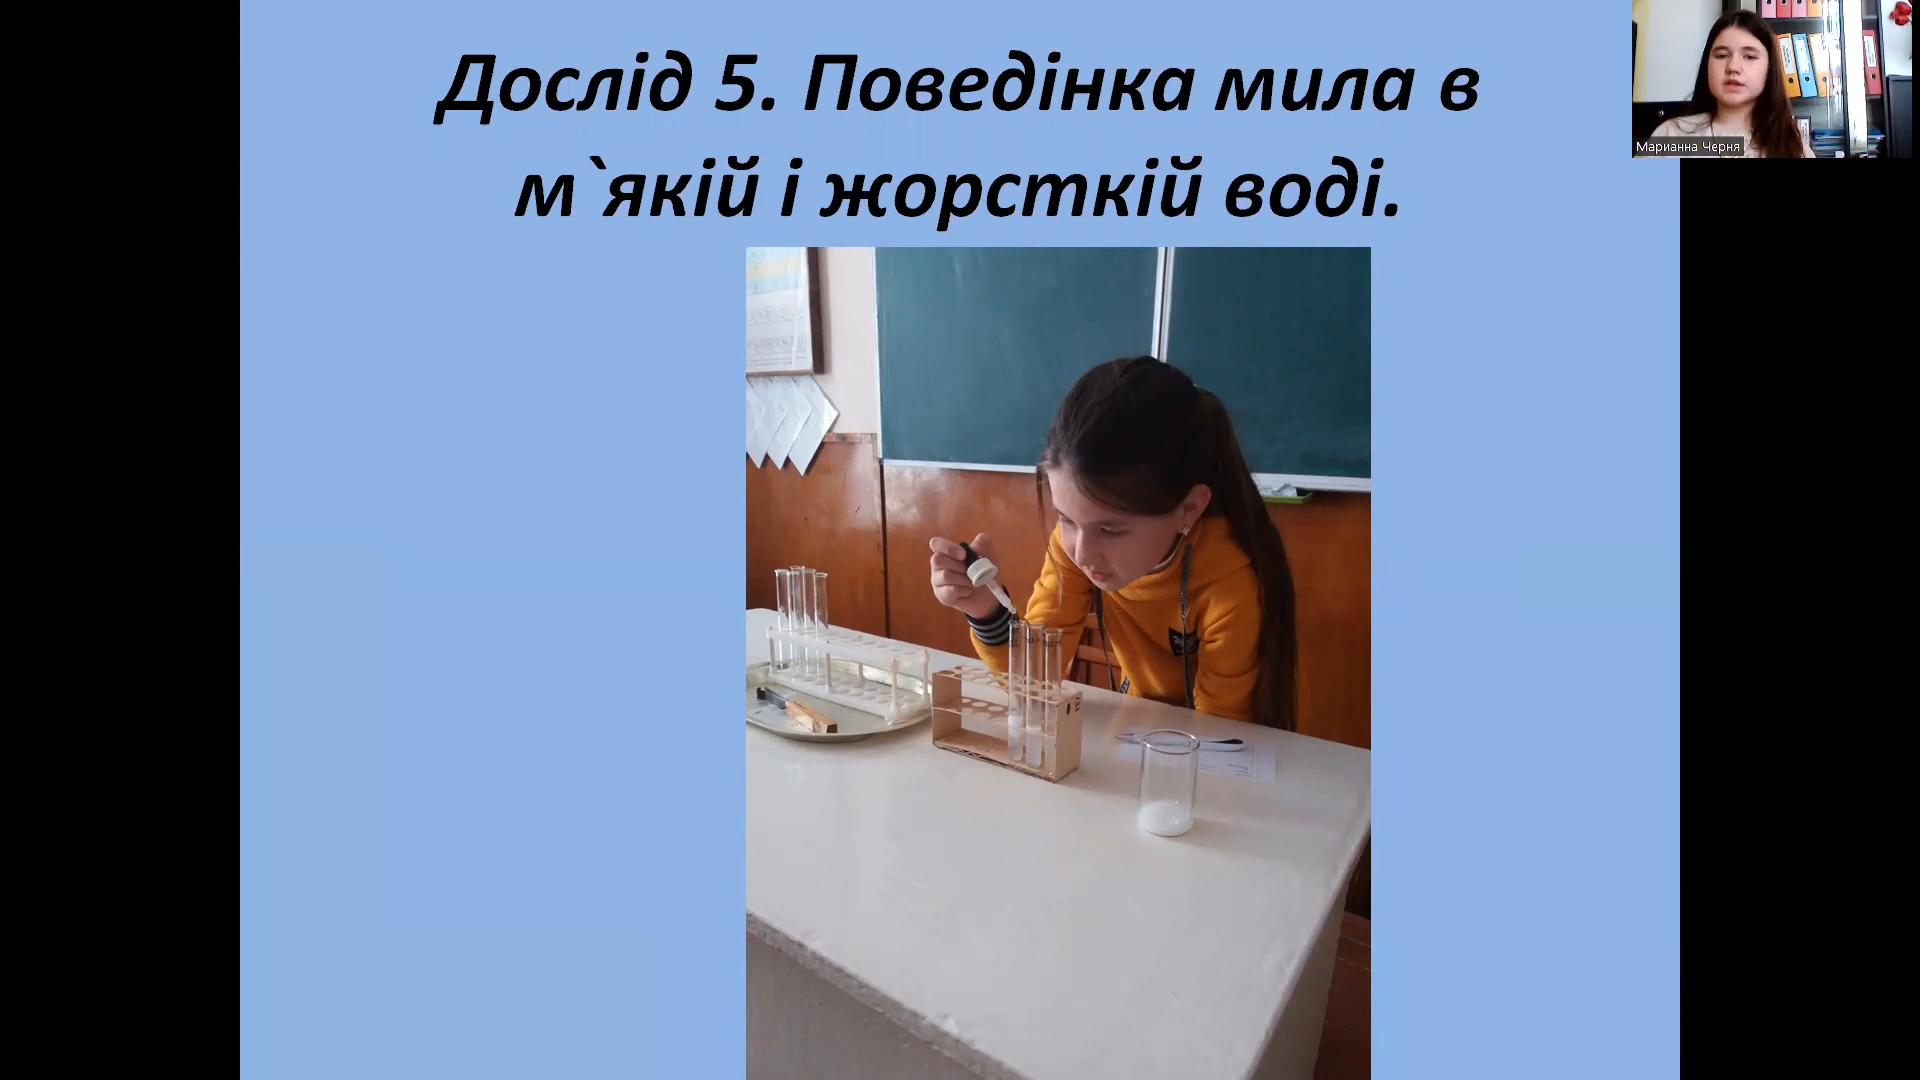 Дослід 5. Поведінка мила в
м`якій і жорсткій воді.
Марианна Черня